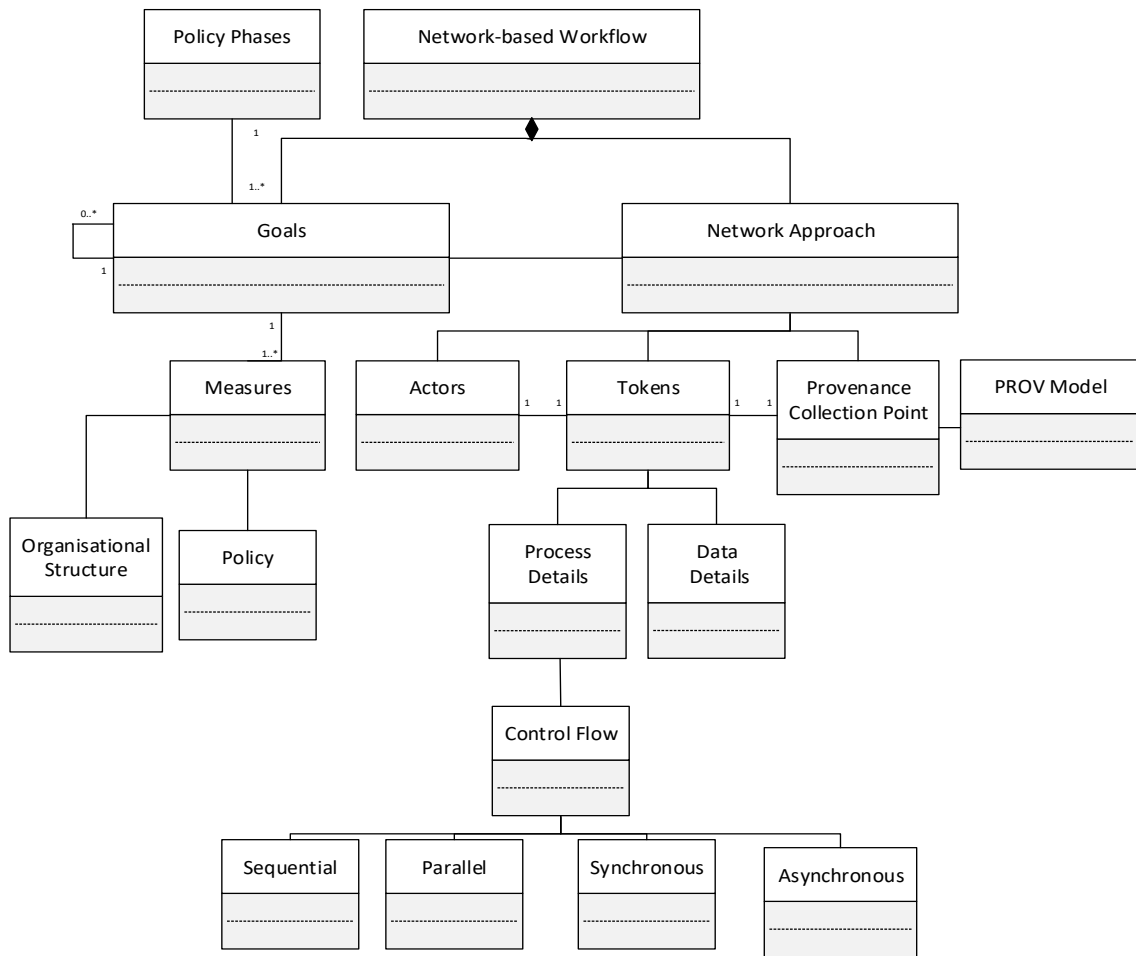 Policy Phases
Network-based Workflow
1
1..*
0..*
Goals
Network Approach
1
1
1..*
Measures
Actors
1
1
Tokens
1
1
Provenance
Collection Point
PROV Model
Organisational
Structure
Policy
Process
Details
Data
Details
Control Flow
Sequential
Parallel
Synchronous
Asynchronous